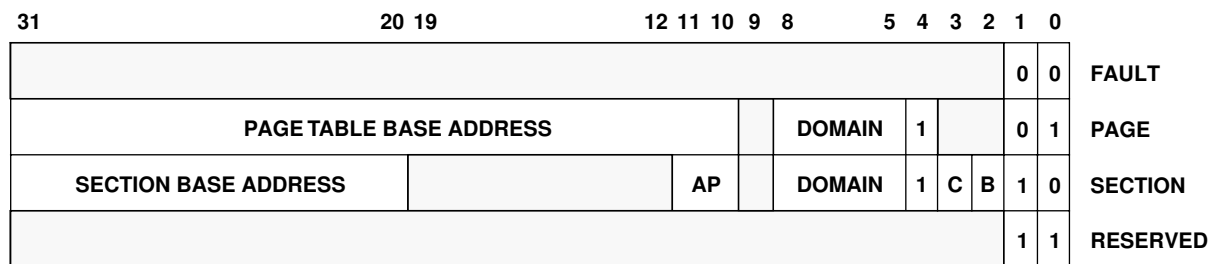 31 20 19 12 11 10 9 8 5 4 3 2 1 0
0 0 FAULT
PAGE TABLE BASE ADDRESS DOMAIN 1 0 1 PAGE
SECTION BASE ADDRESS AP DOMAIN 1 C B 1 0 SECTION
1 1 RESERVED